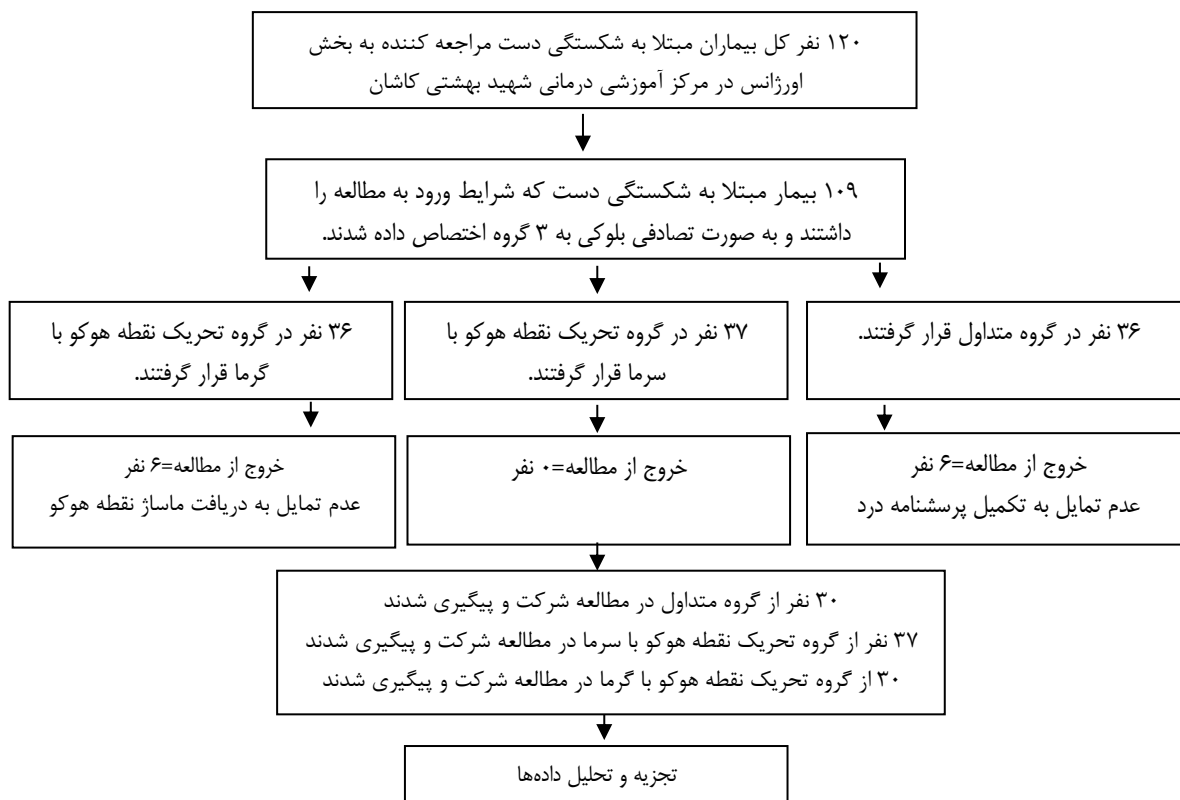 ۱۲۰ نفر کل بیماران مبتلا به شکستگی دست مراجعه کننده به بخش
اورژانس در مرکز آموزشی درمانی شهید بهشتی کاشان
۱۰۹ بیمار مبتلا به شکستگی دست که شرایط ورود به مطالعه را
داشتند و به صورت تصادفی بلوکی به ۳ گروه اختصاص داده شدند.
۳۶ نفر در گروه متداول قرار گرفتند.
۳۷ نفر در گروه تحریک نقطه هوکو با
سرما قرار گرفتند.
۳۶ نفر در گروه تحریک نقطه هوکو با
گرما قرار گرفتند.
خروج از مطالعه=۶ نفر
عدم تمایل به تکمیل پرسشنامه درد
خروج از مطالعه=۰ نفر
خروج از مطالعه=۶ نفر
عدم تمایل به دریافت ماساژ نقطه هوکو
۳۰ نفر از گروه متداول در مطالعه شرکت و پیگیری شدند
۳۷ نفر از گروه تحریک نقطه هوکو با سرما در مطالعه شرکت و پیگیری شدند
۳۰ از گروه تحریک نقطه هوکو با گرما در مطالعه شرکت و پیگیری شدند
تجزیه و تحلیل داده‌ها